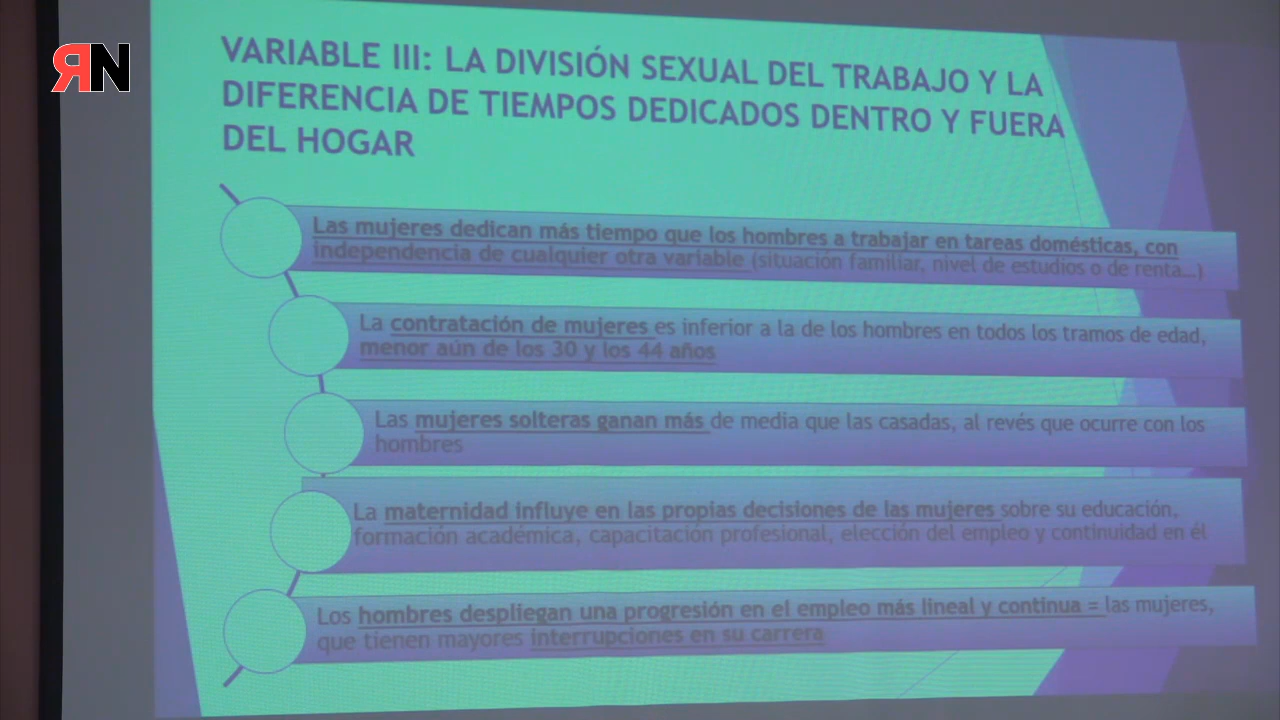 RN
VARIABLE III: LA DIVISIÓN SEXUAL DEL TRABAJO Y LA
DIFERENCIA DE TIEMPOS DEDICADOS DENTRO Y FUERA
DEL HOGAR
Las mujeres dedican más tiempo que los hombres a trabajar en tareas domésticas, con
independencia de cualquier otra variable (situación familiar, nivel de estudios o de renta…)
La contratación de mujeres es inferior a la de los hombres en todos los tramos de edad,
menor aún de los 30 y los 44 años
Las mujeres solteras ganan más de media que las casadas, al revés que ocurre con los
hombres
La maternidad influye en las propias decisiones de las mujeres sobre su educación,
formación académica, capacitación profesional, elección del empleo y continuidad en él
Los hombres despliegan una progresión en el empleo más lineal y continua = las mujeres,
que tienen mayores interrupciones en su carrera